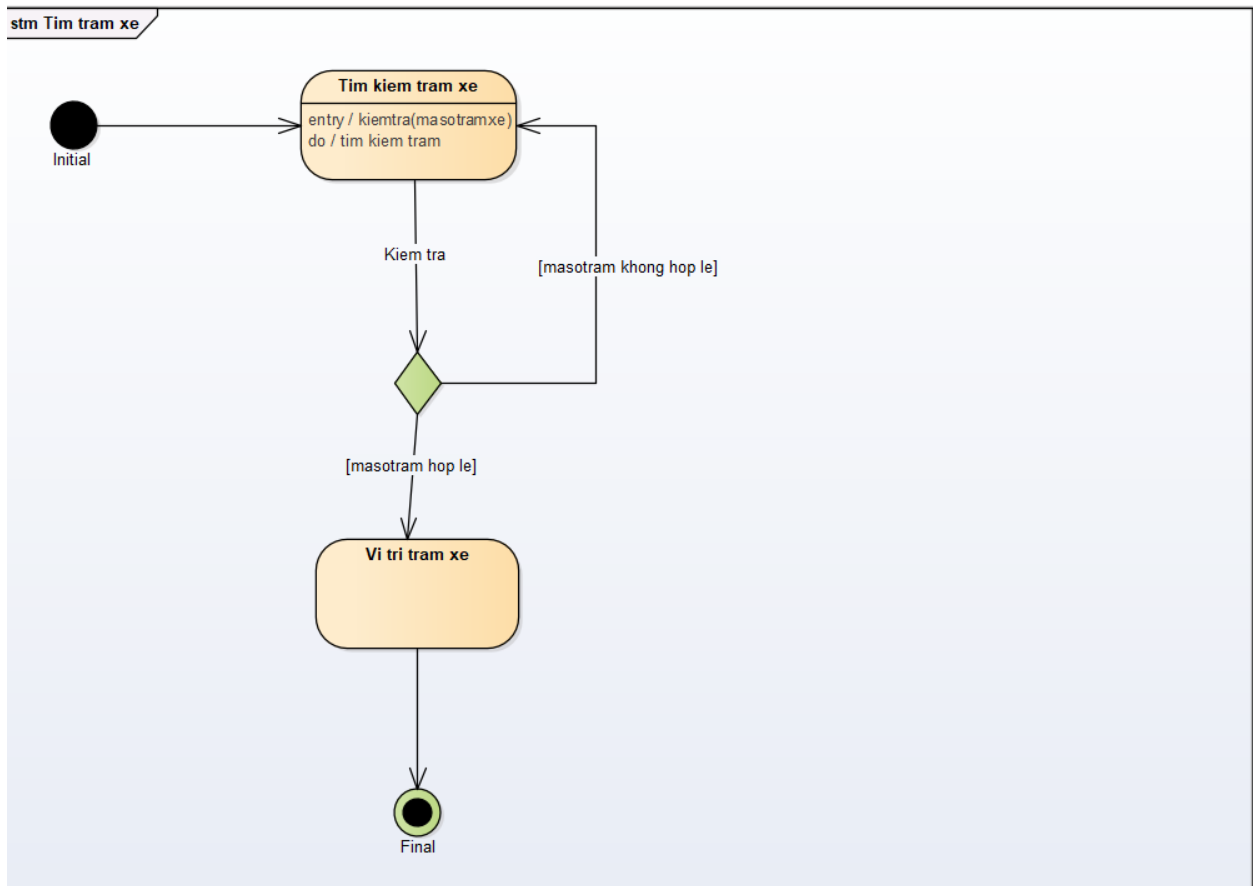 stm Tim tram xe
Tim kiem tram xe
entry / kiemtra(masotramxe)
do / tim kiem tram
Initial
Kiem tra
[masotram khong hop le]
[masotram hop le]
Vi tri tram xe
Final